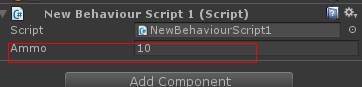 New Behaviour Script 1 (Script)
Script NewBehaviourScript1
Ammo 10
Add Component